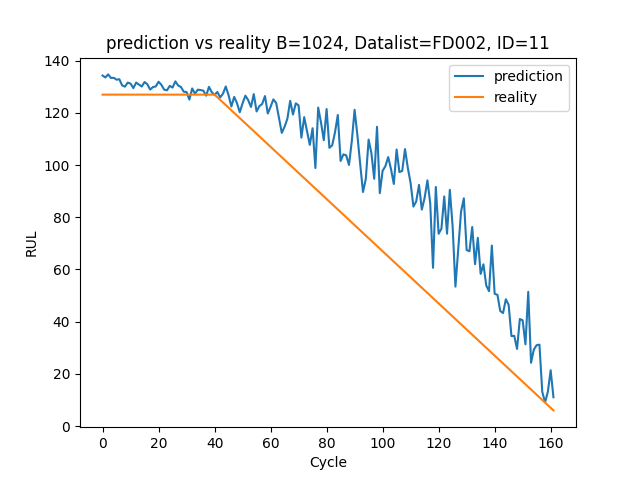 prediction vs reality B=1024, Datalist=FD002, ID=11
prediction
reality
RUL
140
120
100
80
60
40
20
0
0 20 40 60 80 100 120 140 160
Cycle